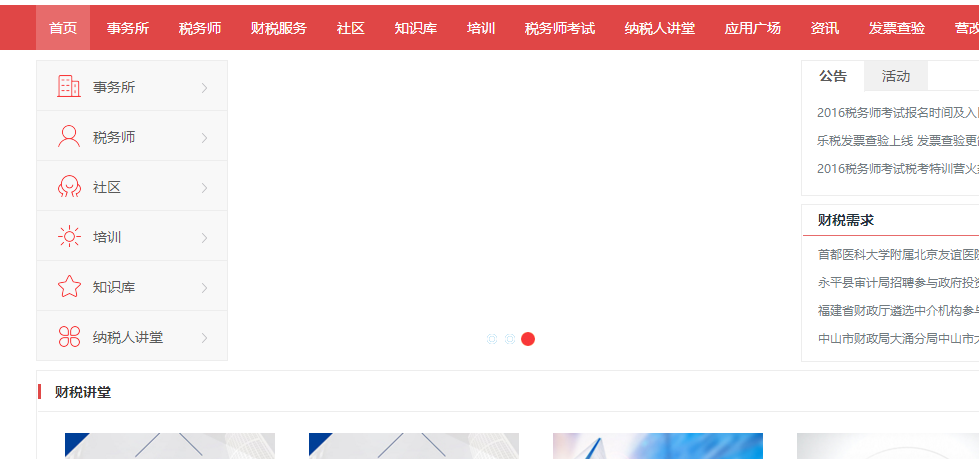 首页 事务所 税务师 财税服务 社区 知识库 培训 税务师考试 纳税人讲堂 应用广场 资讯 发票查验 营改
事务所
税务师
社区
培训
知识库
纳税人讲堂
公告 活动
2016税务师考试报名时间及入
乐税发票查验上线 发票查验更
2016税务师考试税考特训营火
财税需求
首都医科大学附属北京友谊医院
永平县审计局招聘参与政府投资
福建省财政厅遴选中介机构参与
中山市财政局大涌分局中山市大
财税讲堂